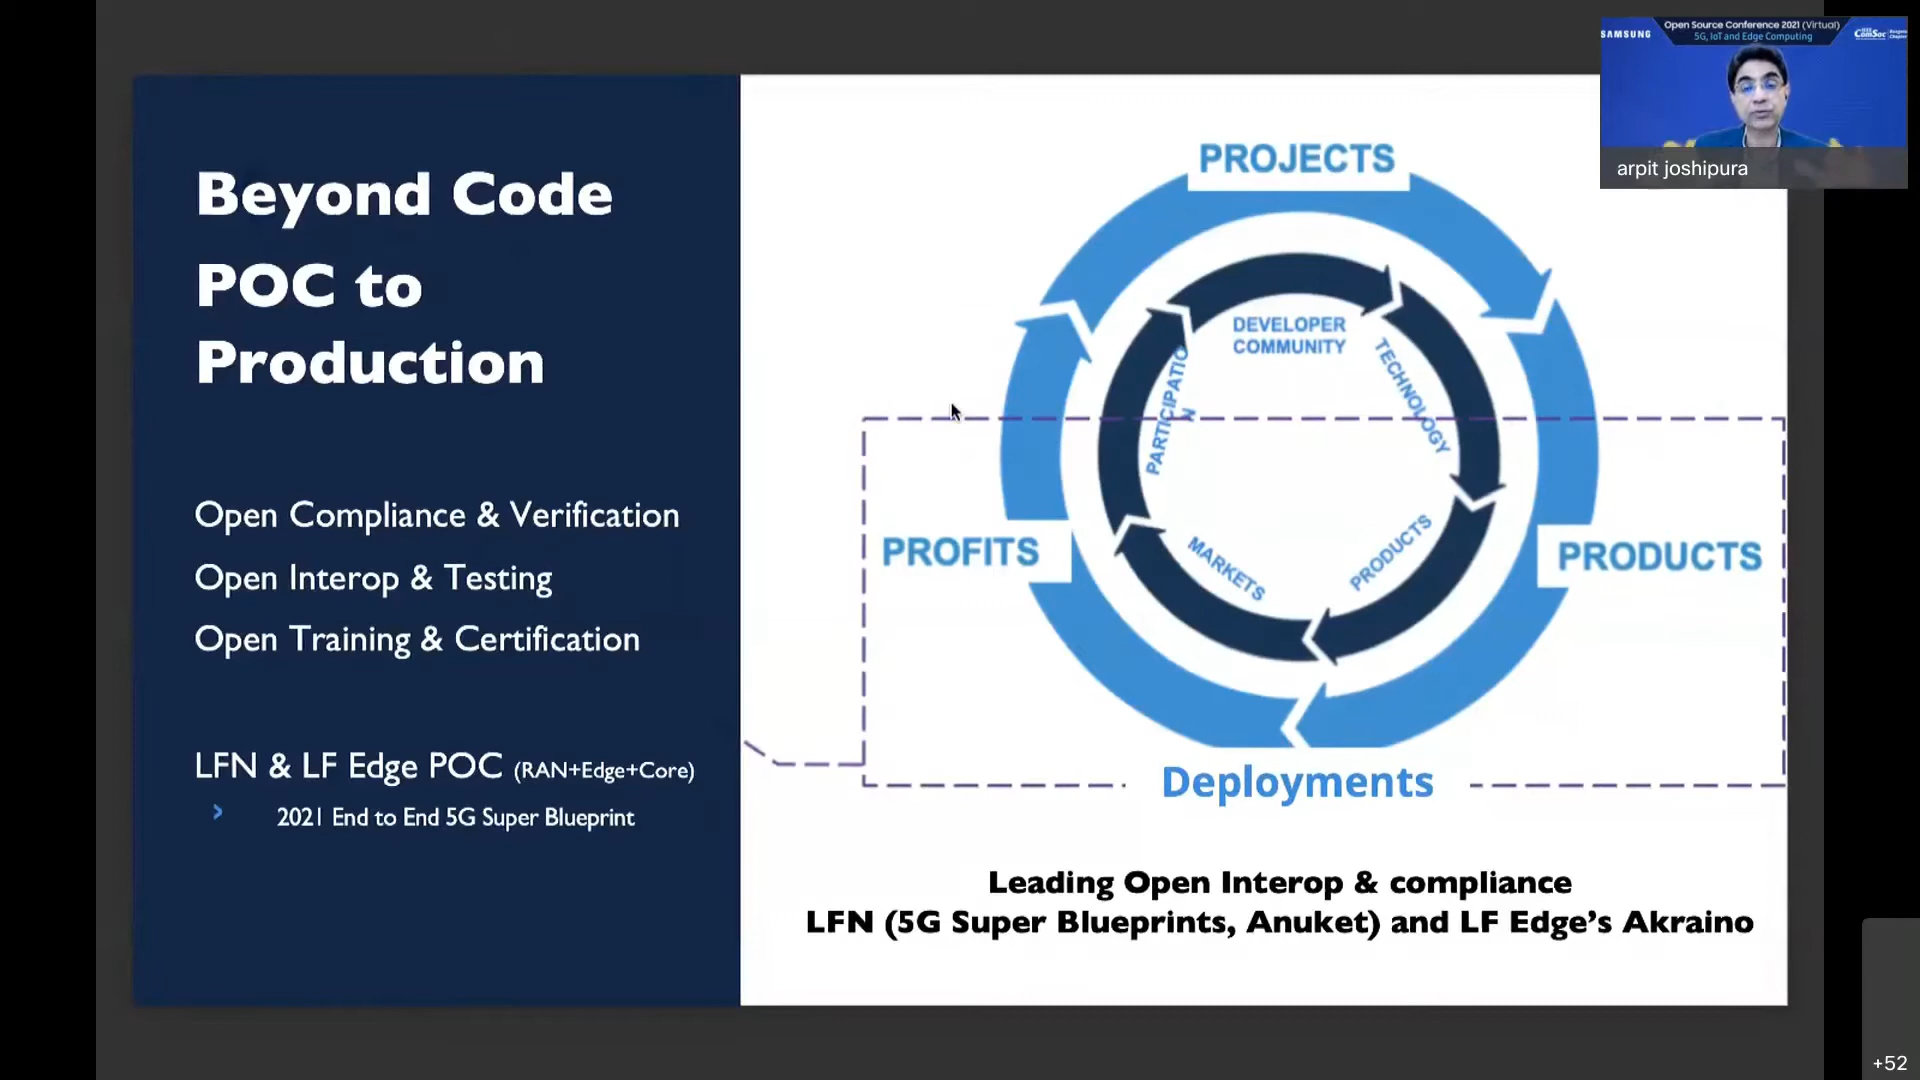 Beyond Code
POC to
Production
Open Compliance & Verification
Open Interop & Testing
Open Training & Certification
LFN & LF Edge POC (RAN+Edge+Core)
2021 End to End 5G Super Blueprint
PROJECTS
DEVELOPER
COMMUNITY
PARTICIPATIO
N
TECHNOLOGY
PROFITS
PRODUCTS
MARKETS
PRODUCTS
Deployments
Leading Open Interop & compliance
LFN (5G Super Blueprints, Anuket) and LF Edge's Akraino
Open Source Conference 2021 (Virtual)
5G, IoT and Edge Computing
SAMSUNG
ComSoc
arpit joshipura
+52